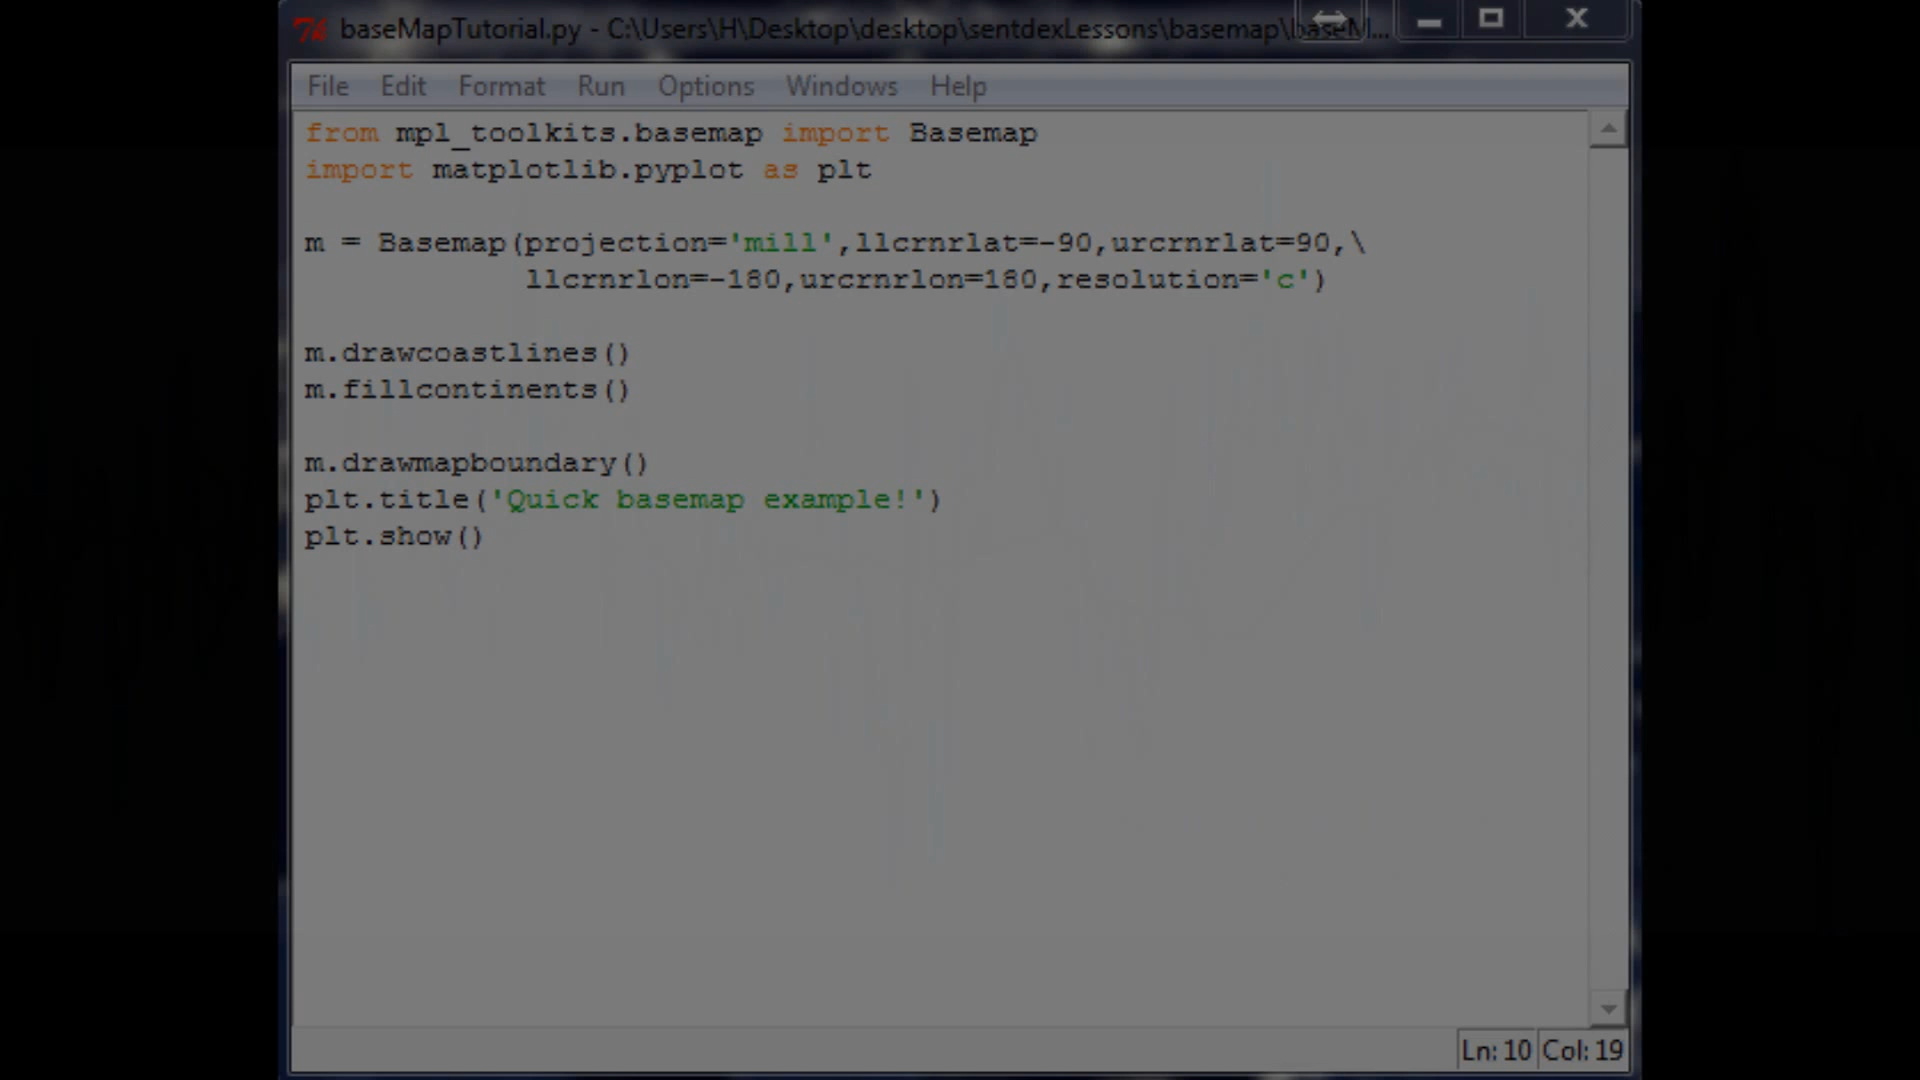 baseMapTutorial.py - C:\Users\H\Desktop\desktop\sentdexLessons\basemap\baseM...
File Edit Format Run Options Windows Help
from mpl_toolkits.basemap import Basemap
import matplotlib.pyplot as plt
m = Basemap(projection='mill',llcrnrlat=-90,urcrnrlat=90,\
llcrnrlon=-180,urcrnrlon=180,resolution='c')
m.drawcoastlines()
m.fillcontinents()
m.drawmapboundary()
plt.title('Quick basemap example!')
plt.show()
Ln: 10 Col: 19